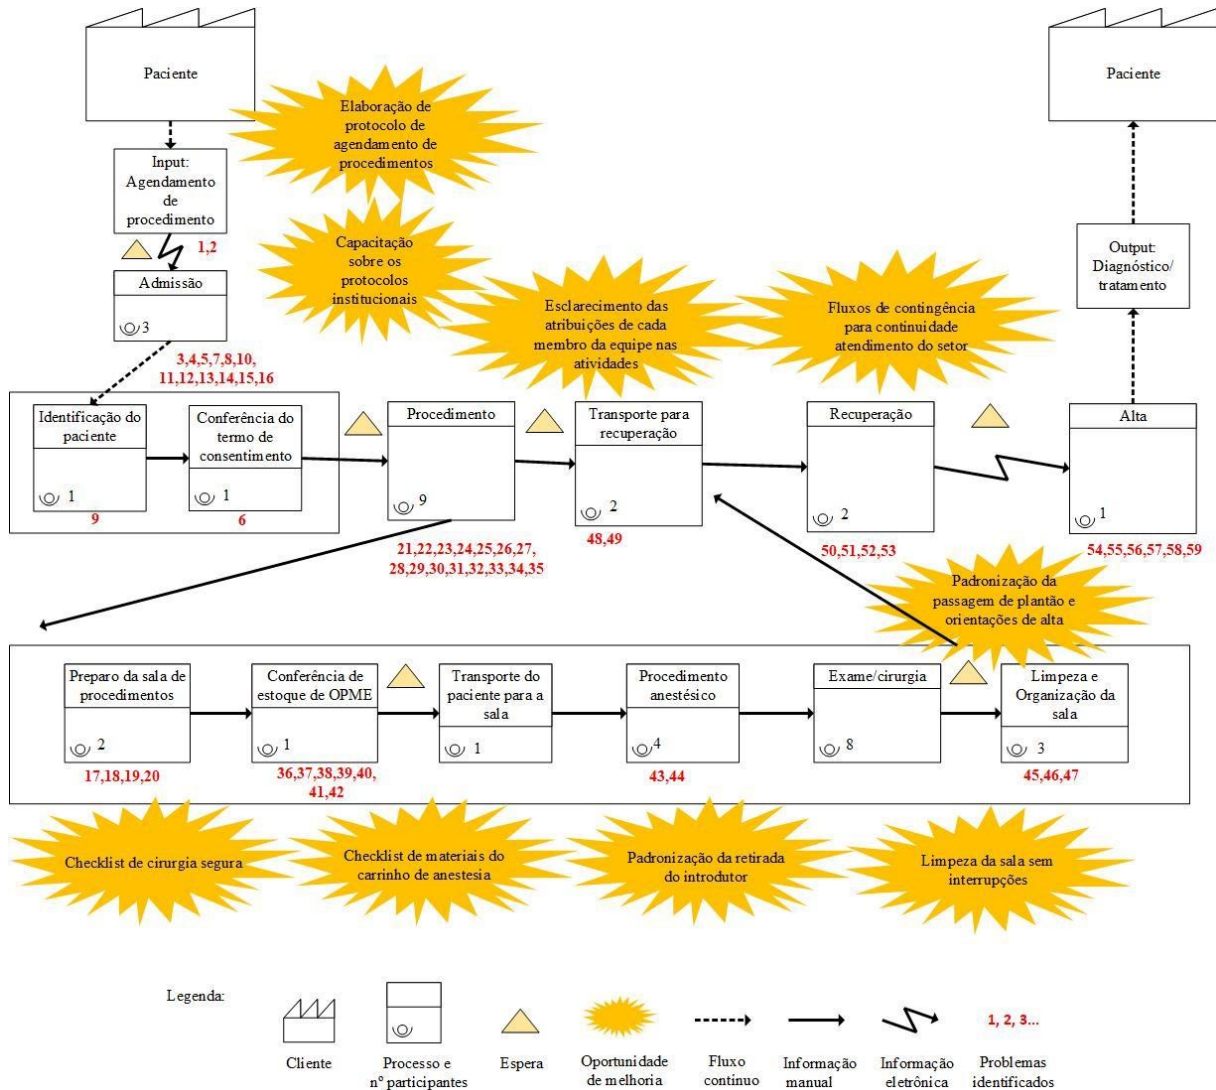 Paciente
Paciente
Elaboração de
protocolo de
agendamento de
procedimentos
Input:
Agendamento
de
procedimento
1,2
Capacitação
sobre os
protocolos
institucionais
Output:
Diagnóstico/
tratamento
Admissão
3
Esclarecimento das
atribuições de cada
membro da equipe nas
atividades
Fluxos de contingência
para continuidade
atendimento do setor
3,4,5,7,8,10,
11,12,13,14,15,16
Identificação do
paciente
1
9
Conferência do
termo de
consentimento
1
6
Procedimento
9
21,22,23,24,25,26,27,
28,29,30,31,32,33,34,35
Transporte para
recuperação
2
48,49
Recuperação
2
50,51,52,53
Alta
1
54,55,56,57,58,59
Padronização da
passagem de plantão e
orientações de alta
Preparo da sala de
procedimentos
2
17,18,19,20
Conferência de
estoque de OPME
1
36,37,38,39,40,
41,42
Transporte do
paciente para a
sala
1
Procedimento
anestésico
4
43,44
Exame/cirurgia
8
Limpeza e
Organização da
sala
3
45,46,47
Checklist de cirurgia segura
Checklist de materiais do
carrinho de anestesia
Padronização da retirada
do introdutor
Limpeza da sala sem
interrupções
Legenda:
Cliente
Processo e
nº participantes
Espera
Oportunidade
de melhoria
Fluxo
contínuo
Informação
manual
Informação
eletrônica
1, 2, 3...
Problemas
identificados